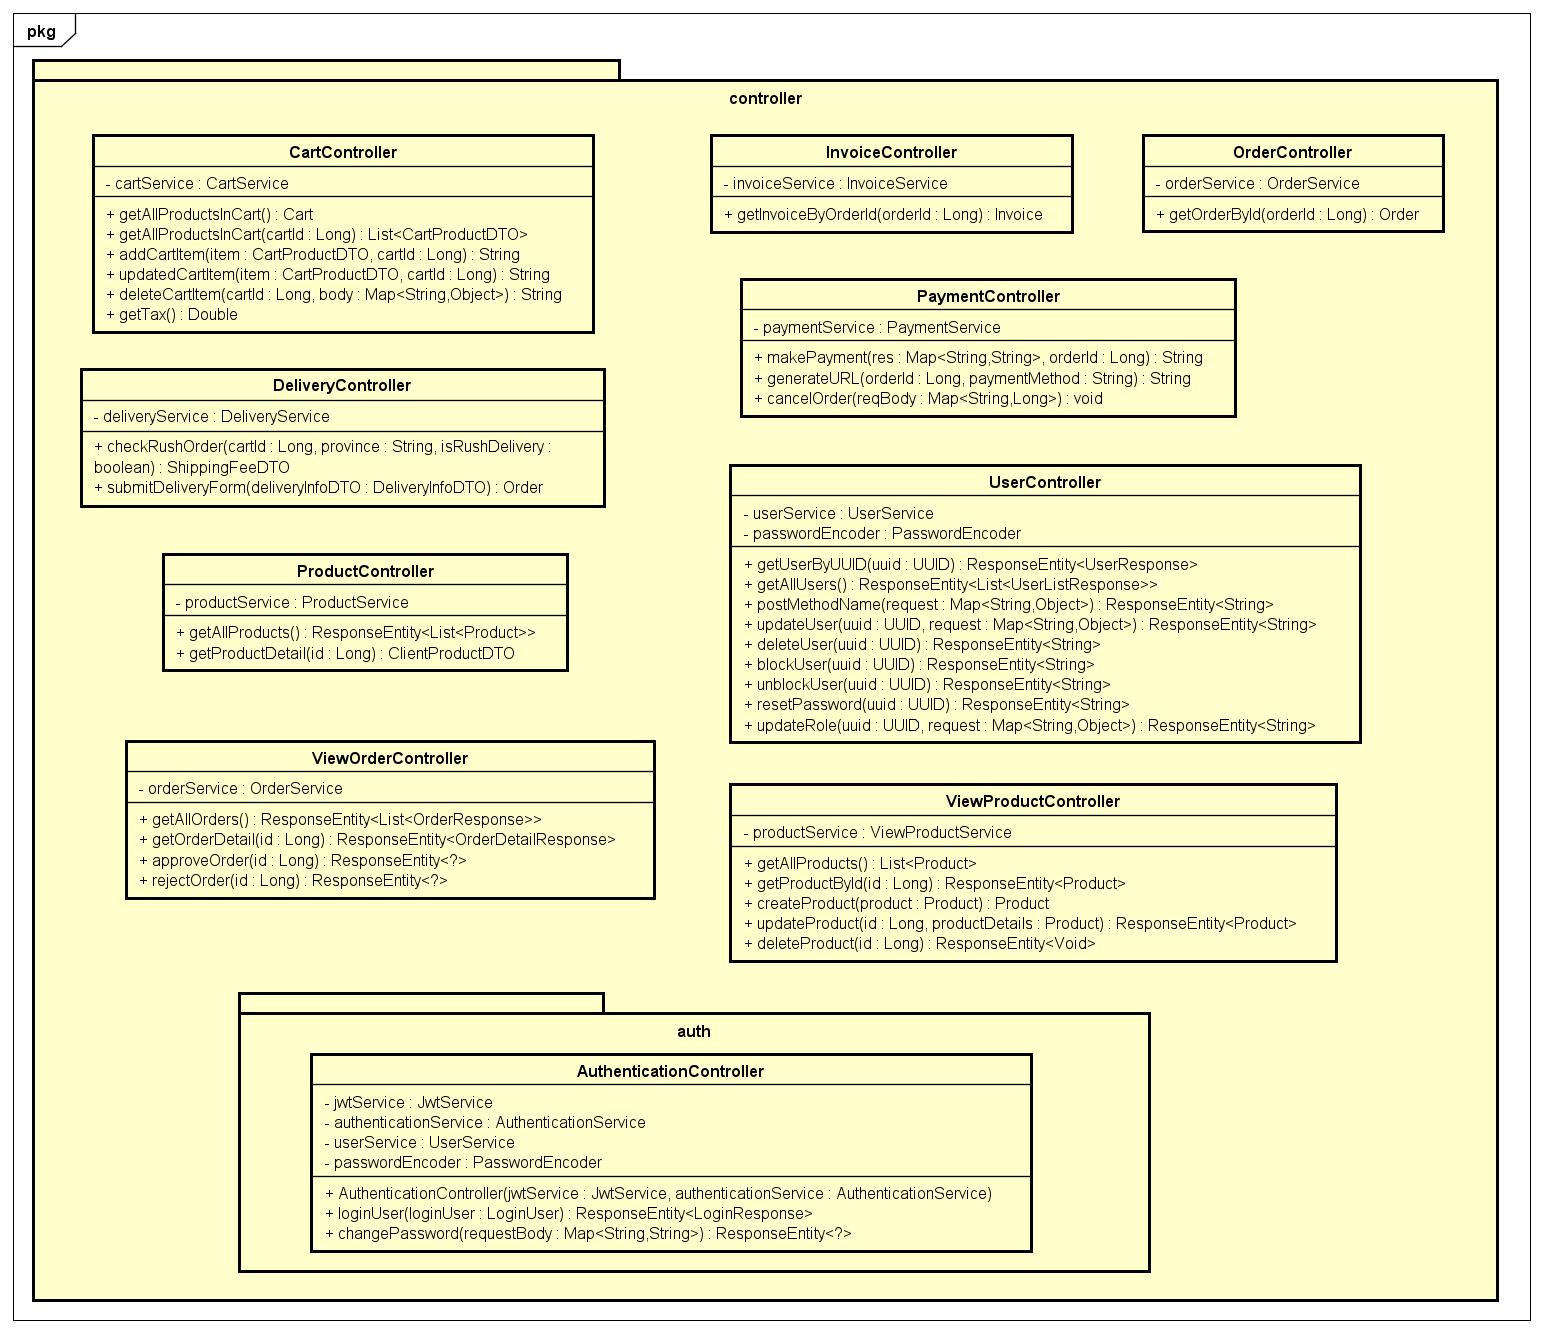 pkg
controller
CartController
- cartService : CartService
+ getAllProductsInCart() : Cart
+ getAllProductsInCart(cartId : Long) : List<CartProductDTO>
+ addCartItem(item : CartProductDTO, cartId : Long) : String
+ updatedCartItem(item : CartProductDTO, cartId : Long) : String
+ deleteCartItem(cartId : Long, body : Map<String,Object>) : String
+ getTax() : Double
InvoiceController
- invoiceService : InvoiceService
+ getInvoiceByOrderId(orderId : Long) : Invoice
OrderController
- orderService : OrderService
+ getOrderById(orderId : Long) : Order
PaymentController
- paymentService : PaymentService
+ makePayment(res : Map<String,String>, orderId : Long) : String
+ generateURL(orderId : Long, paymentMethod : String) : String
+ cancelOrder(reqBody : Map<String,Long>) : void
DeliveryController
- deliveryService : DeliveryService
+ checkRushOrder(cartId : Long, province : String, isRushDelivery :
boolean) : ShippingFeeDTO
+ submitDeliveryForm(deliveryInfoDTO : DeliveryInfoDTO) : Order
UserController
- userService : UserService
- passwordEncoder : PasswordEncoder
+ getUserByUUID(uuid : UUID) : ResponseEntity<UserResponse>
+ getAllUsers() : ResponseEntity<List<UserListResponse>>
+ postMethodName(request : Map<String,Object>) : ResponseEntity<String>
+ updateUser(uuid : UUID, request : Map<String,Object>) : ResponseEntity<String>
+ deleteUser(uuid : UUID) : ResponseEntity<String>
+ blockUser(uuid : UUID) : ResponseEntity<String>
+ unblockUser(uuid : UUID) : ResponseEntity<String>
+ resetPassword(uuid : UUID) : ResponseEntity<String>
+ updateRole(uuid : UUID, request : Map<String,Object>) : ResponseEntity<String>
ProductController
- productService : ProductService
+ getAllProducts() : ResponseEntity<List<Product>>
+ getProductDetail(id : Long) : ClientProductDTO
ViewOrderController
- orderService : OrderService
+ getAllOrders() : ResponseEntity<List<OrderResponse>>
+ getOrderDetail(id : Long) : ResponseEntity<OrderDetailResponse>
+ approveOrder(id : Long) : ResponseEntity<?>
+ rejectOrder(id : Long) : ResponseEntity<?>
ViewProductController
- productService : ViewProductService
+ getAllProducts() : List<Product>
+ getProductById(id : Long) : ResponseEntity<Product>
+ createProduct(product : Product) : Product
+ updateProduct(id : Long, productDetails : Product) : ResponseEntity<Product>
+ deleteProduct(id : Long) : ResponseEntity<Void>
auth
AuthenticationController
- jwtService : JwtService
- authenticationService : AuthenticationService
- userService : UserService
- passwordEncoder : PasswordEncoder
+ AuthenticationController(jwtService : JwtService, authenticationService : AuthenticationService)
+ loginUser(loginUser : LoginUser) : ResponseEntity<LoginResponse>
+ changePassword(requestBody : Map<String,String>) : ResponseEntity<?>